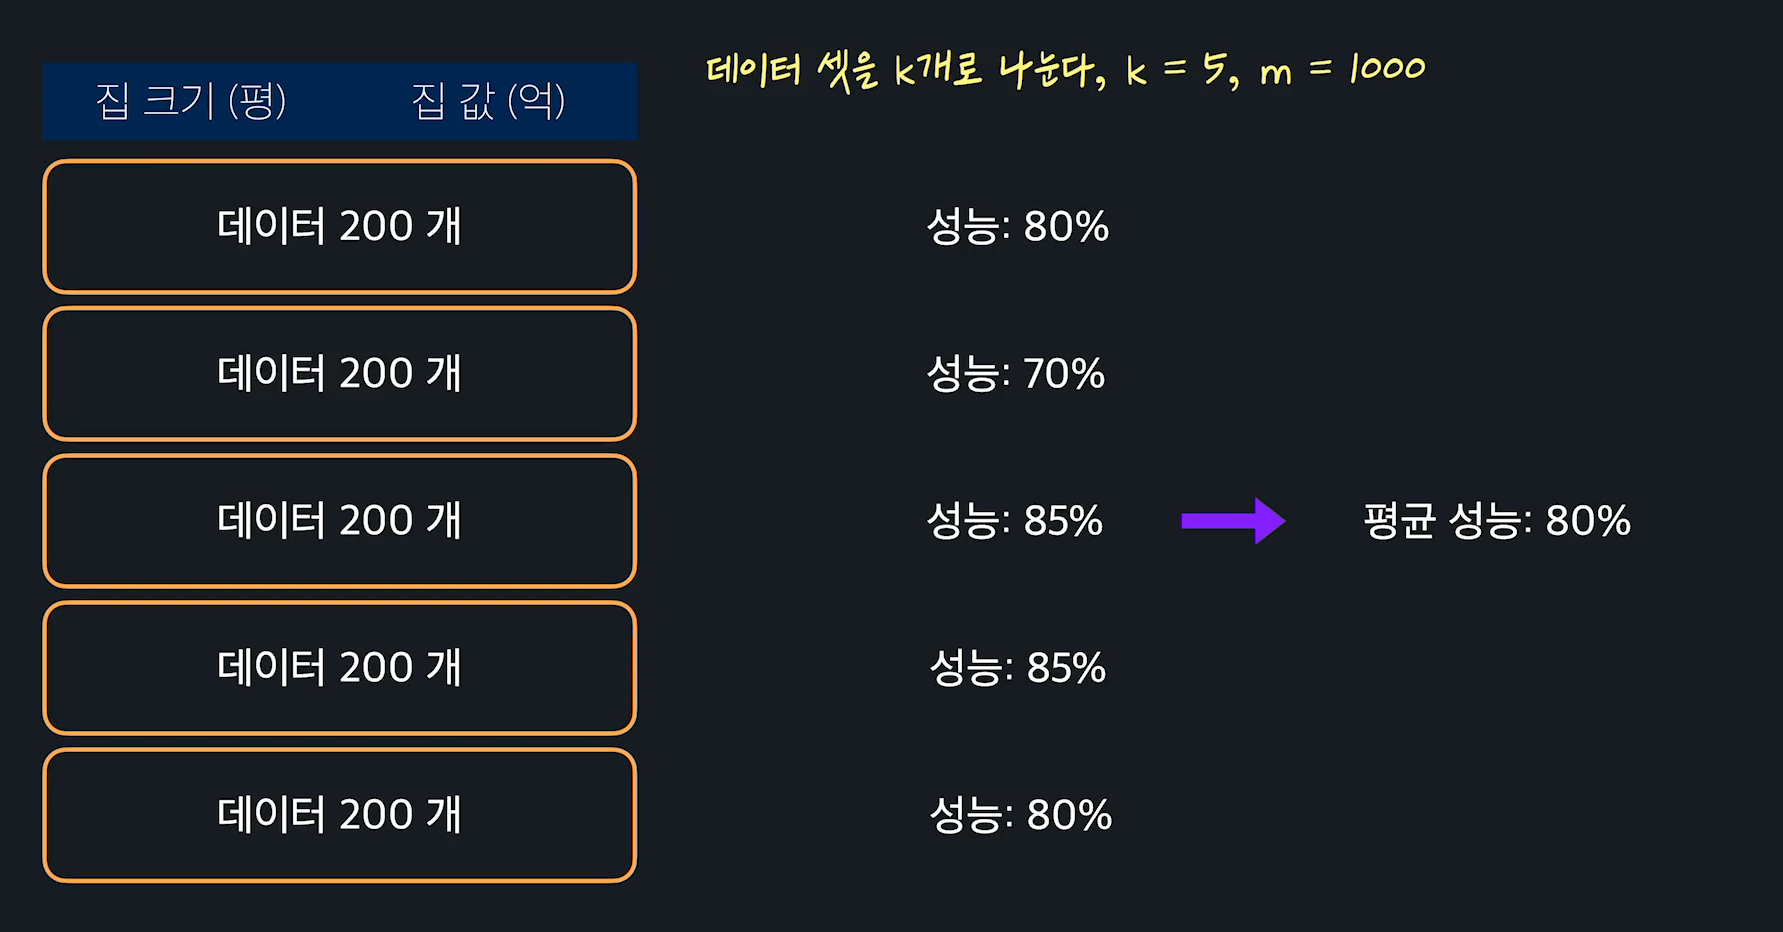 데이터 셋을 k개로 나눈다, k = 5, m = 1000
집 크기 (평) 집 값 (억)
데이터 200 개 성능: 80%
데이터 200 개 성능: 70%
데이터 200 개 성능: 85% 평균 성능: 80%
데이터 200 개 성능: 85%
데이터 200 개 성능: 80%